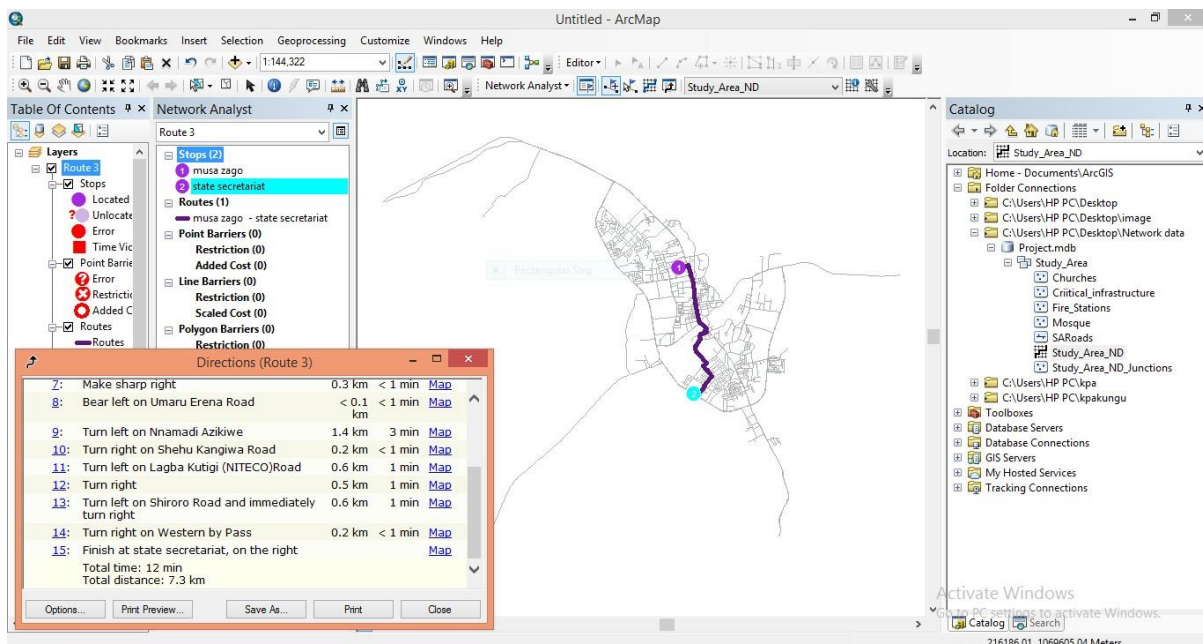 Untitled - ArcMap
File Edit View Bookmarks Insert Selection Geoprocessing Customize Windows Help
1:144,322
Editor
Network Analyst
Study_Area_ND
Table Of Contents
Layers
Route 3
Stops
Located
Unlocate
Error
Time Vic
Point Barrie
Error
Restrictic
Added C
Routes
Routes
Network Analyst
Route 3
Stops (2)
1 musa zago
2 state secretariat
Routes (1)
musa zago - state secretariat
Point Barriers (0)
Restriction (0)
Added Cost (0)
Line Barriers (0)
Restriction (0)
Scaled Cost (0)
Polygon Barriers (0)
Restriction (0)
Rectangular Snip
1
2
Directions (Route 3)
7: Make sharp right 0.3 km < 1 min Map
8: Bear left on Umaru Erena Road < 0.1 km < 1 min Map
9: Turn left on Nnamadi Azikiwe 1.4 km 3 min Map
10: Turn right on Shehu Kangiwa Road 0.2 km < 1 min Map
11: Turn left on Lagba Kutigi (NITECO)Road 0.6 km 1 min Map
12: Turn right 0.5 km 1 min Map
13: Turn left on Shiroro Road and immediately 0.6 km 1 min Map
turn right
14: Turn right on Western by Pass 0.2 km < 1 min Map
15: Finish at state secretariat, on the right Map
Total time: 12 min
Total distance: 7.3 km
Options... Print Preview... Save As... Print Close
Catalog
Location: Study_Area_ND
Home - Documents\ArcGIS
Folder Connections
C:\Users\HP PC\Desktop
C:\Users\HP PC\Desktop\image
C:\Users\HP PC\Desktop\Network data
Project.mdb
Study_Area
Churches
Criitical_infrastructure
Fire_Stations
Mosque
SARoads
Study_Area_ND
Study_Area_ND_Junctions
C:\Users\HP PC\kpa
C:\Users\HP PC\kpakungu
Toolboxes
Database Servers
Database Connections
GIS Servers
My Hosted Services
Tracking Connections
Activate Windows
Go to PC settings to activate Windows.
Catalog Search
216186.01 1069605.04 Meters